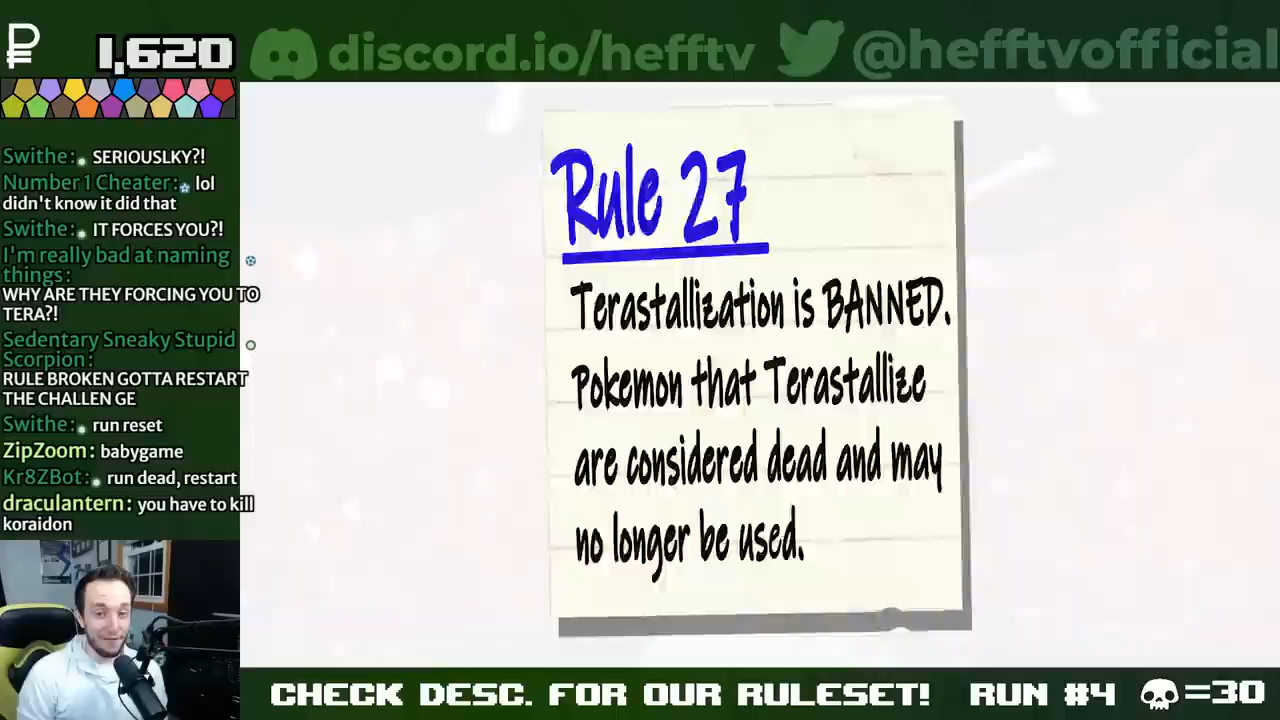 1,620
discord.io/hefftv
@hefftvofficial
Swithe: SERIOUSLKY?!
Number 1 Cheater: lol
didn't know it did that
Swithe: IT FORCES YOU?!
I'm really bad at naming
things:
WHY ARE THEY FORCING YOU TO
TERA?!
Sedentary Sneaky Stupid
Scorpion:
RULE BROKEN GOTTA RESTART
THE CHALLEN GE
Swithe: run reset
ZipZoom: babygame
Kr8ZBot: run dead, restart
draculantern: you have to kill
koraidon
Rule 27
Terastallization is BANNED.
Pokemon that Terastallize
are considered dead and may
no longer be used.
CHECK DESC. FOR OUR RULESET! RUN #4 =30